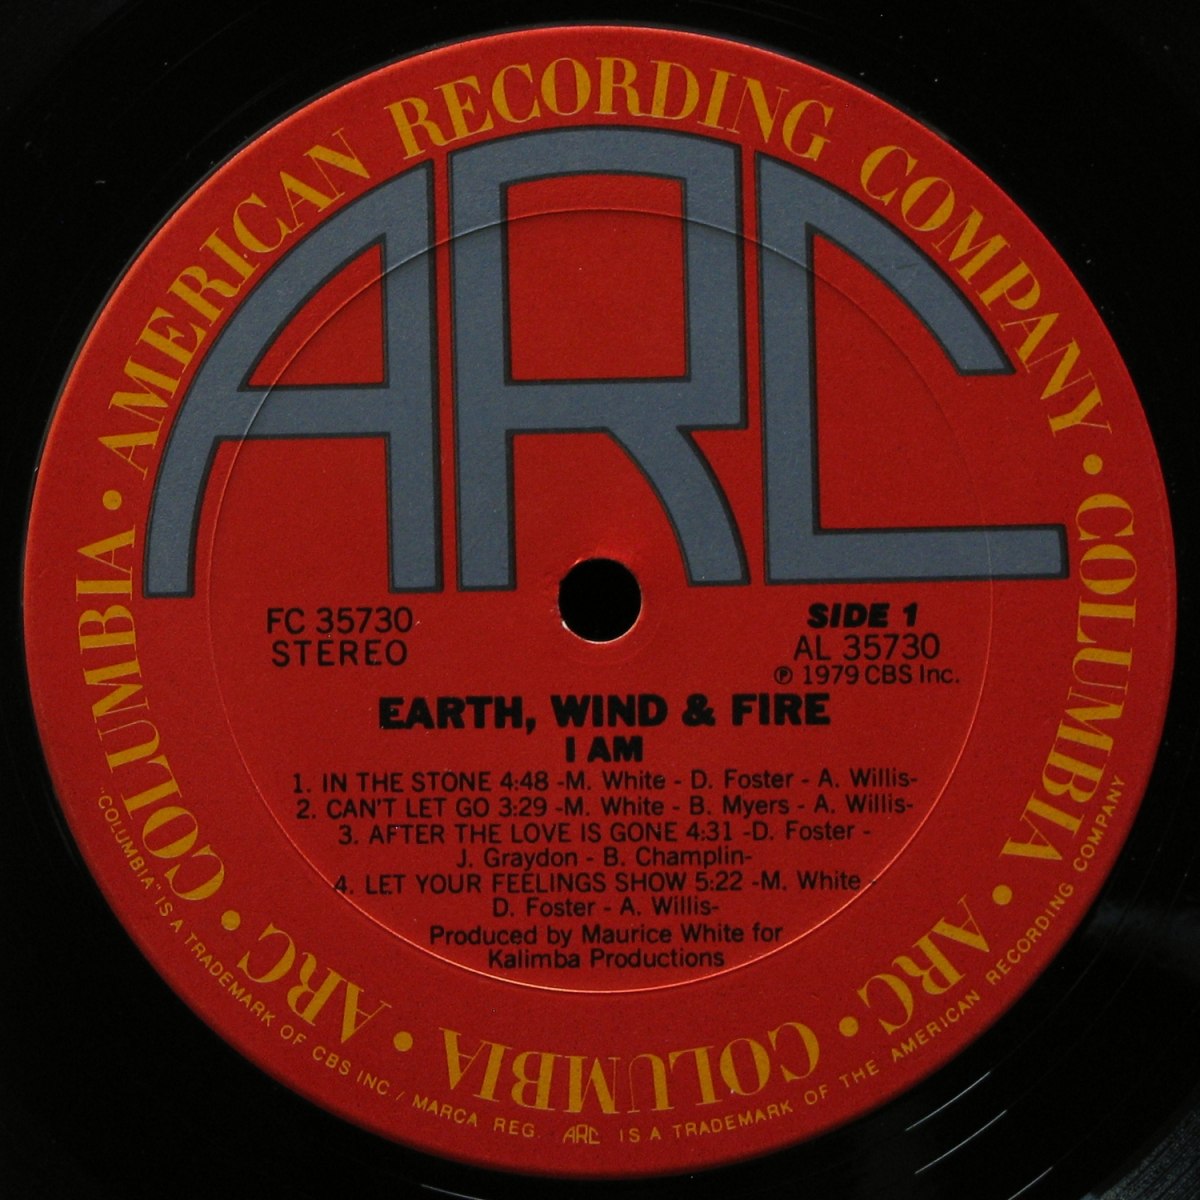 AMERICAN RECORDING COMPANY • COLUMBIA • ARC • COLUMBIA • ARC • COLUMBIA •
ARC
FC 35730
STEREO
SIDE 1
AL 35730
℗ 1979 CBS Inc.
EARTH, WIND & FIRE
I AM
1. IN THE STONE 4:48 -M. White - D. Foster - A. Willis-
2. CAN'T LET GO 3:29 -M. White - B. Myers - A. Willis-
3. AFTER THE LOVE IS GONE 4:31 -D. Foster -
J. Graydon - B. Champlin-
4. LET YOUR FEELINGS SHOW 5:22 -M. White -
D. Foster - A. Willis-
Produced by Maurice White for
Kalimba Productions
"COLUMBIA" IS A TRADEMARK OF CBS INC. / MARCA REG. ARC IS A TRADEMARK OF THE AMERICAN RECORDING COMPANY